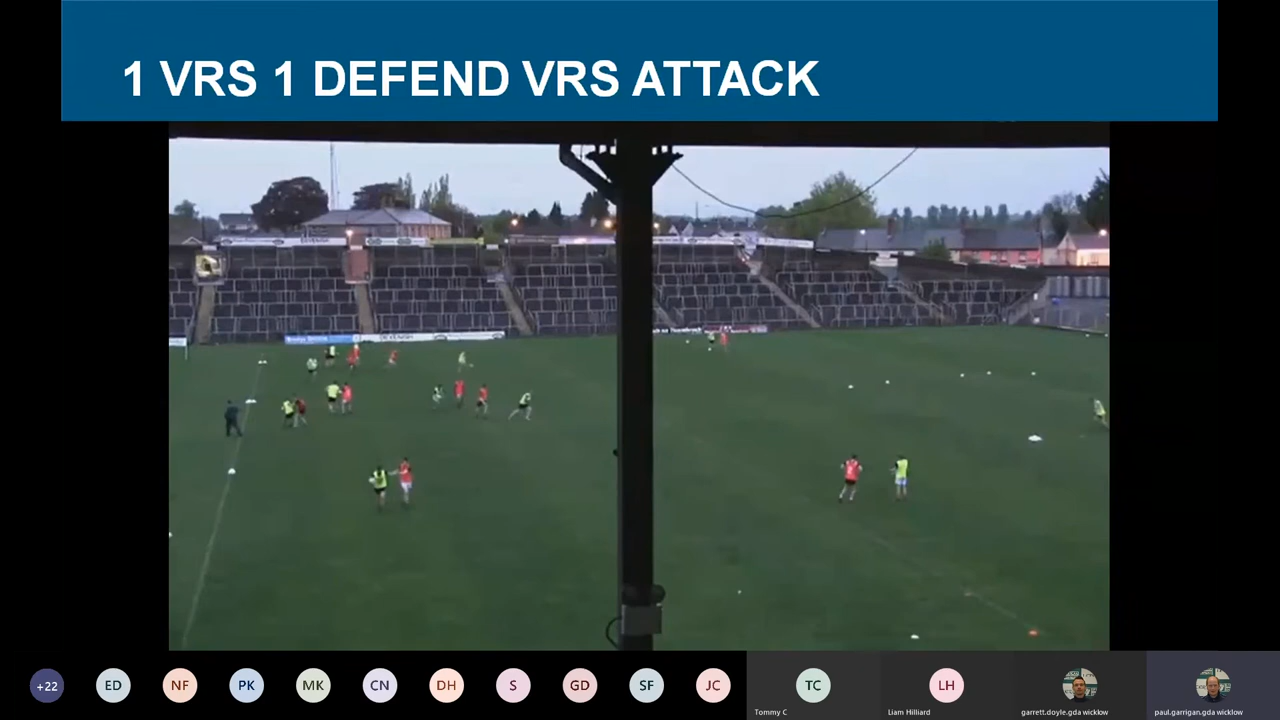 1 VRS 1 DEFEND VRS ATTACK
+22
ED
NF
PK
MK
CN
DH
S
GD
SF
JC
TC
LH
Tommy C
Liam Hilliard
garrett.doyle.gda wicklow
paul.garrigan.gda wicklow